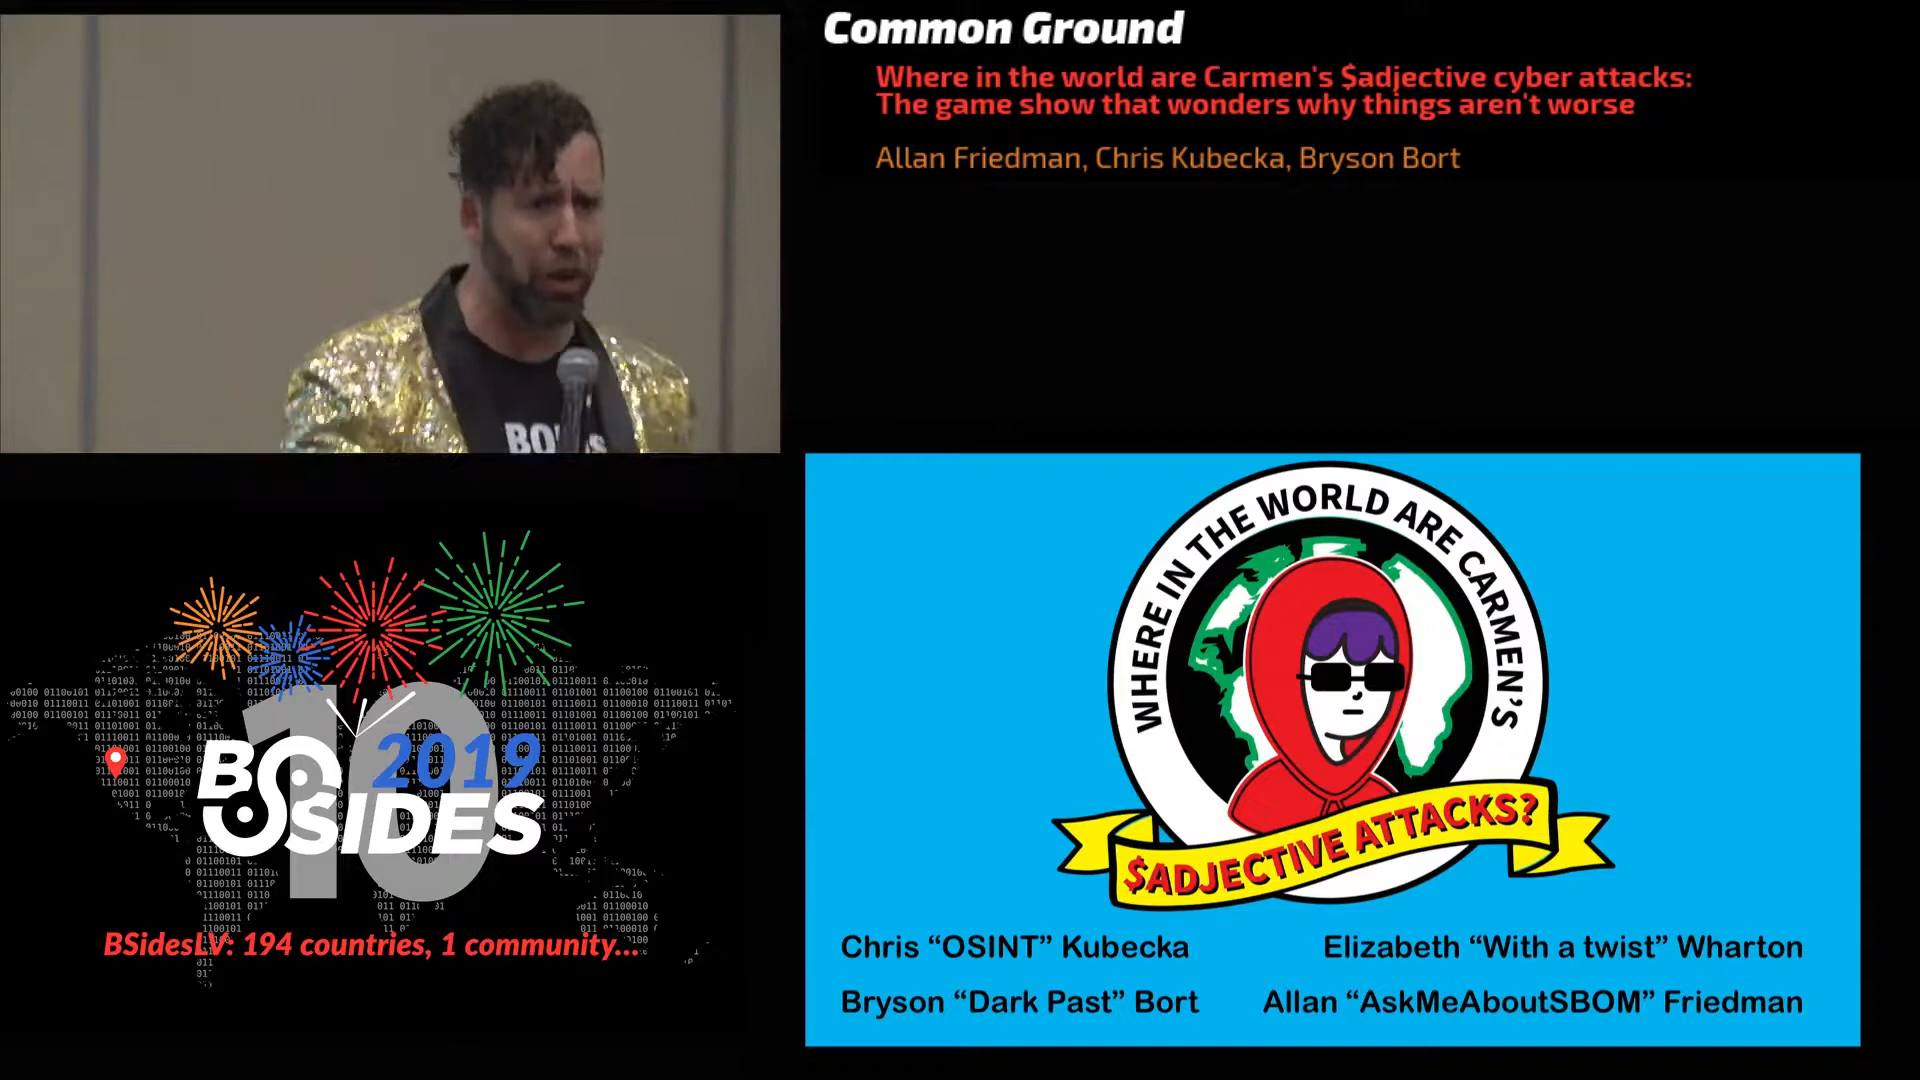 Common Ground
Where in the world are Carmen's $adjective cyber attacks:
The game show that wonders why things aren't worse
Allan Friedman, Chris Kubecka, Bryson Bort
WHERE IN THE WORLD ARE CARMEN'S
$ADJECTIVE ATTACKS?
Chris “OSINT” Kubecka
Elizabeth “With a twist” Wharton
Bryson “Dark Past” Bort
Allan “AskMeAboutSBOM” Friedman
10
2019
BSIDES
BSidesLV: 194 countries, 1 community...